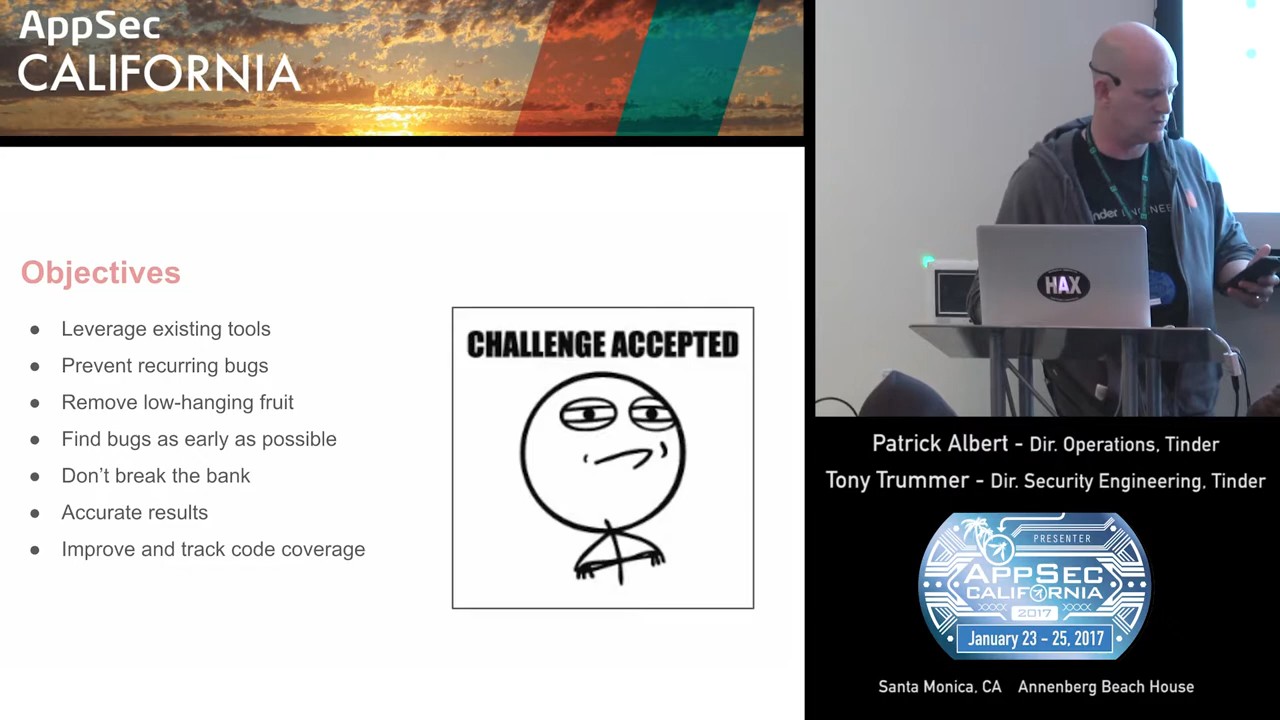 AppSec
CALIFORNIA
Objectives
● Leverage existing tools
● Prevent recurring bugs
● Remove low-hanging fruit
● Find bugs as early as possible
● Don’t break the bank
● Accurate results
● Improve and track code coverage
CHALLENGE ACCEPTED
HAX
Patrick Albert - Dir. Operations, Tinder
Tony Trummer - Dir. Security Engineering, Tinder
PRESENTER
APPSEC
CALIFORNIA
2017
January 23 - 25, 2017
Santa Monica, CA Annenberg Beach House